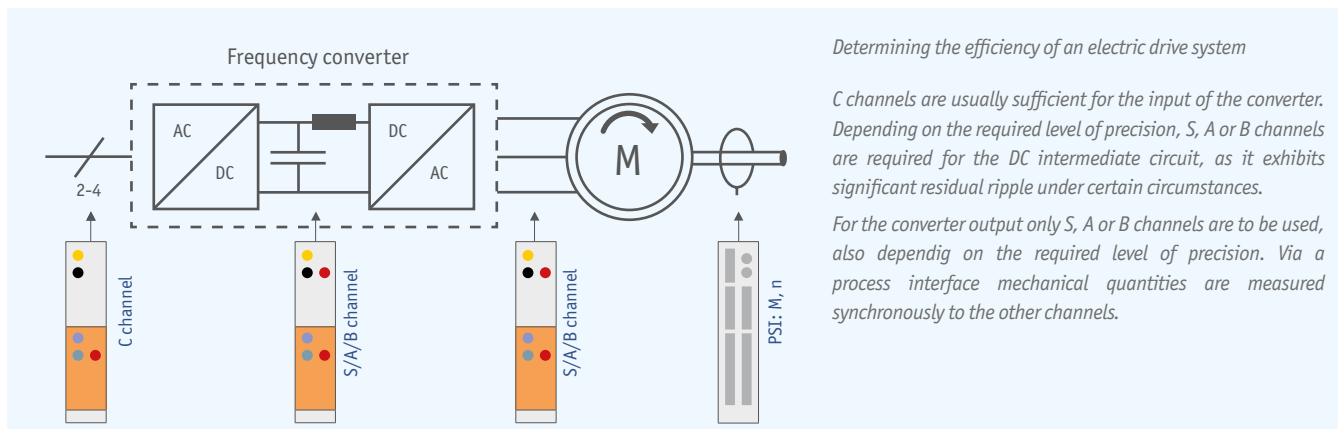 Frequency converter
AC
DC
DC
AC
M
2-4
C channel
S/A/B channel
S/A/B channel
PSI: M, n
Determining the efficiency of an electric drive system
C channels are usually sufficient for the input of the converter.
Depending on the required level of precision, S, A or B channels
are required for the DC intermediate circuit, as it exhibits
significant residual ripple under certain circumstances.
For the converter output only S, A or B channels are to be used,
also dependig on the required level of precision. Via a
process interface mechanical quantities are measured
synchronously to the other channels.